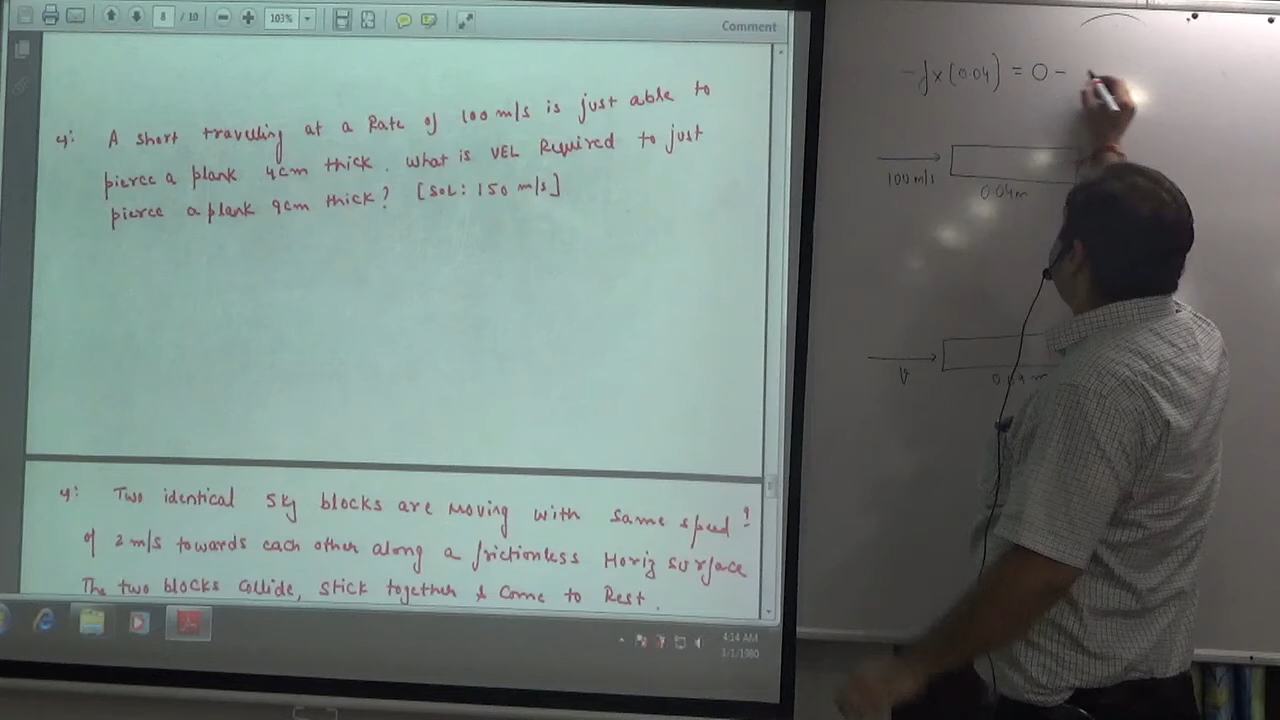 8 / 10
103%
Comment
Q: A short travelling at a Rate of 100 m/s is just able to
pierce a plank 4cm thick. What is VEL Required to just
pierce a plank 9cm thick? [SOL: 150 m/s]
Q: Two identical 5kg blocks are moving with same speed ?
of 2 m/s towards each other along a frictionless Horiz surface
The two blocks collide, stick together & Come to Rest.
4:14 AM
1/1/1980
-f x (0.04) = 0 -
100 m/s
0.04m
V
m